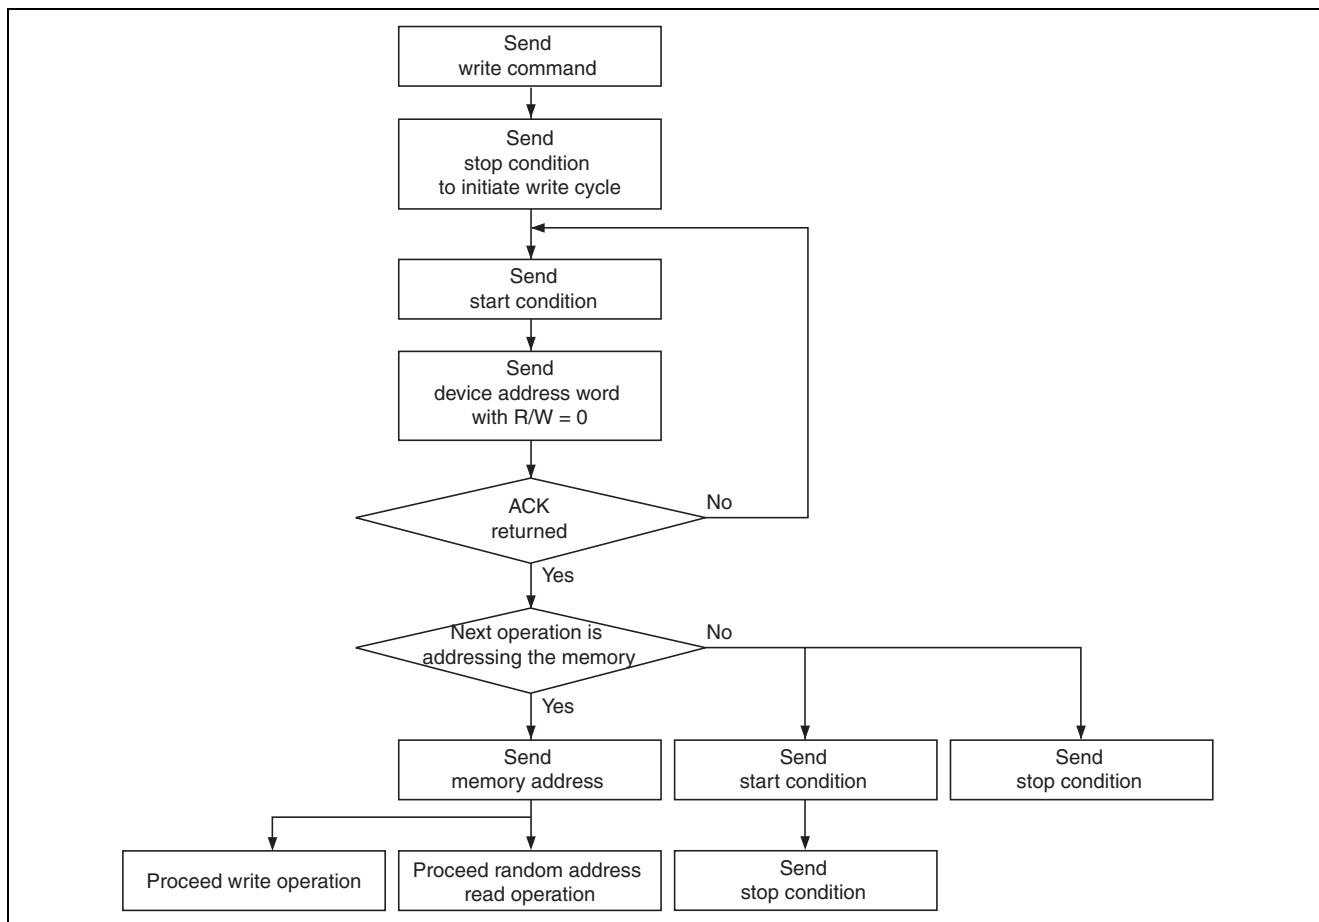 Send
write command
Send
stop condition
to initiate write cycle
Send
start condition
Send
device address word
with R/W = 0
ACK
returned
No
Yes
Next operation is
addressing the memory
No
Yes
Send
memory address
Send
start condition
Send
stop condition
Proceed write operation
Proceed random address
read operation
Send
stop condition